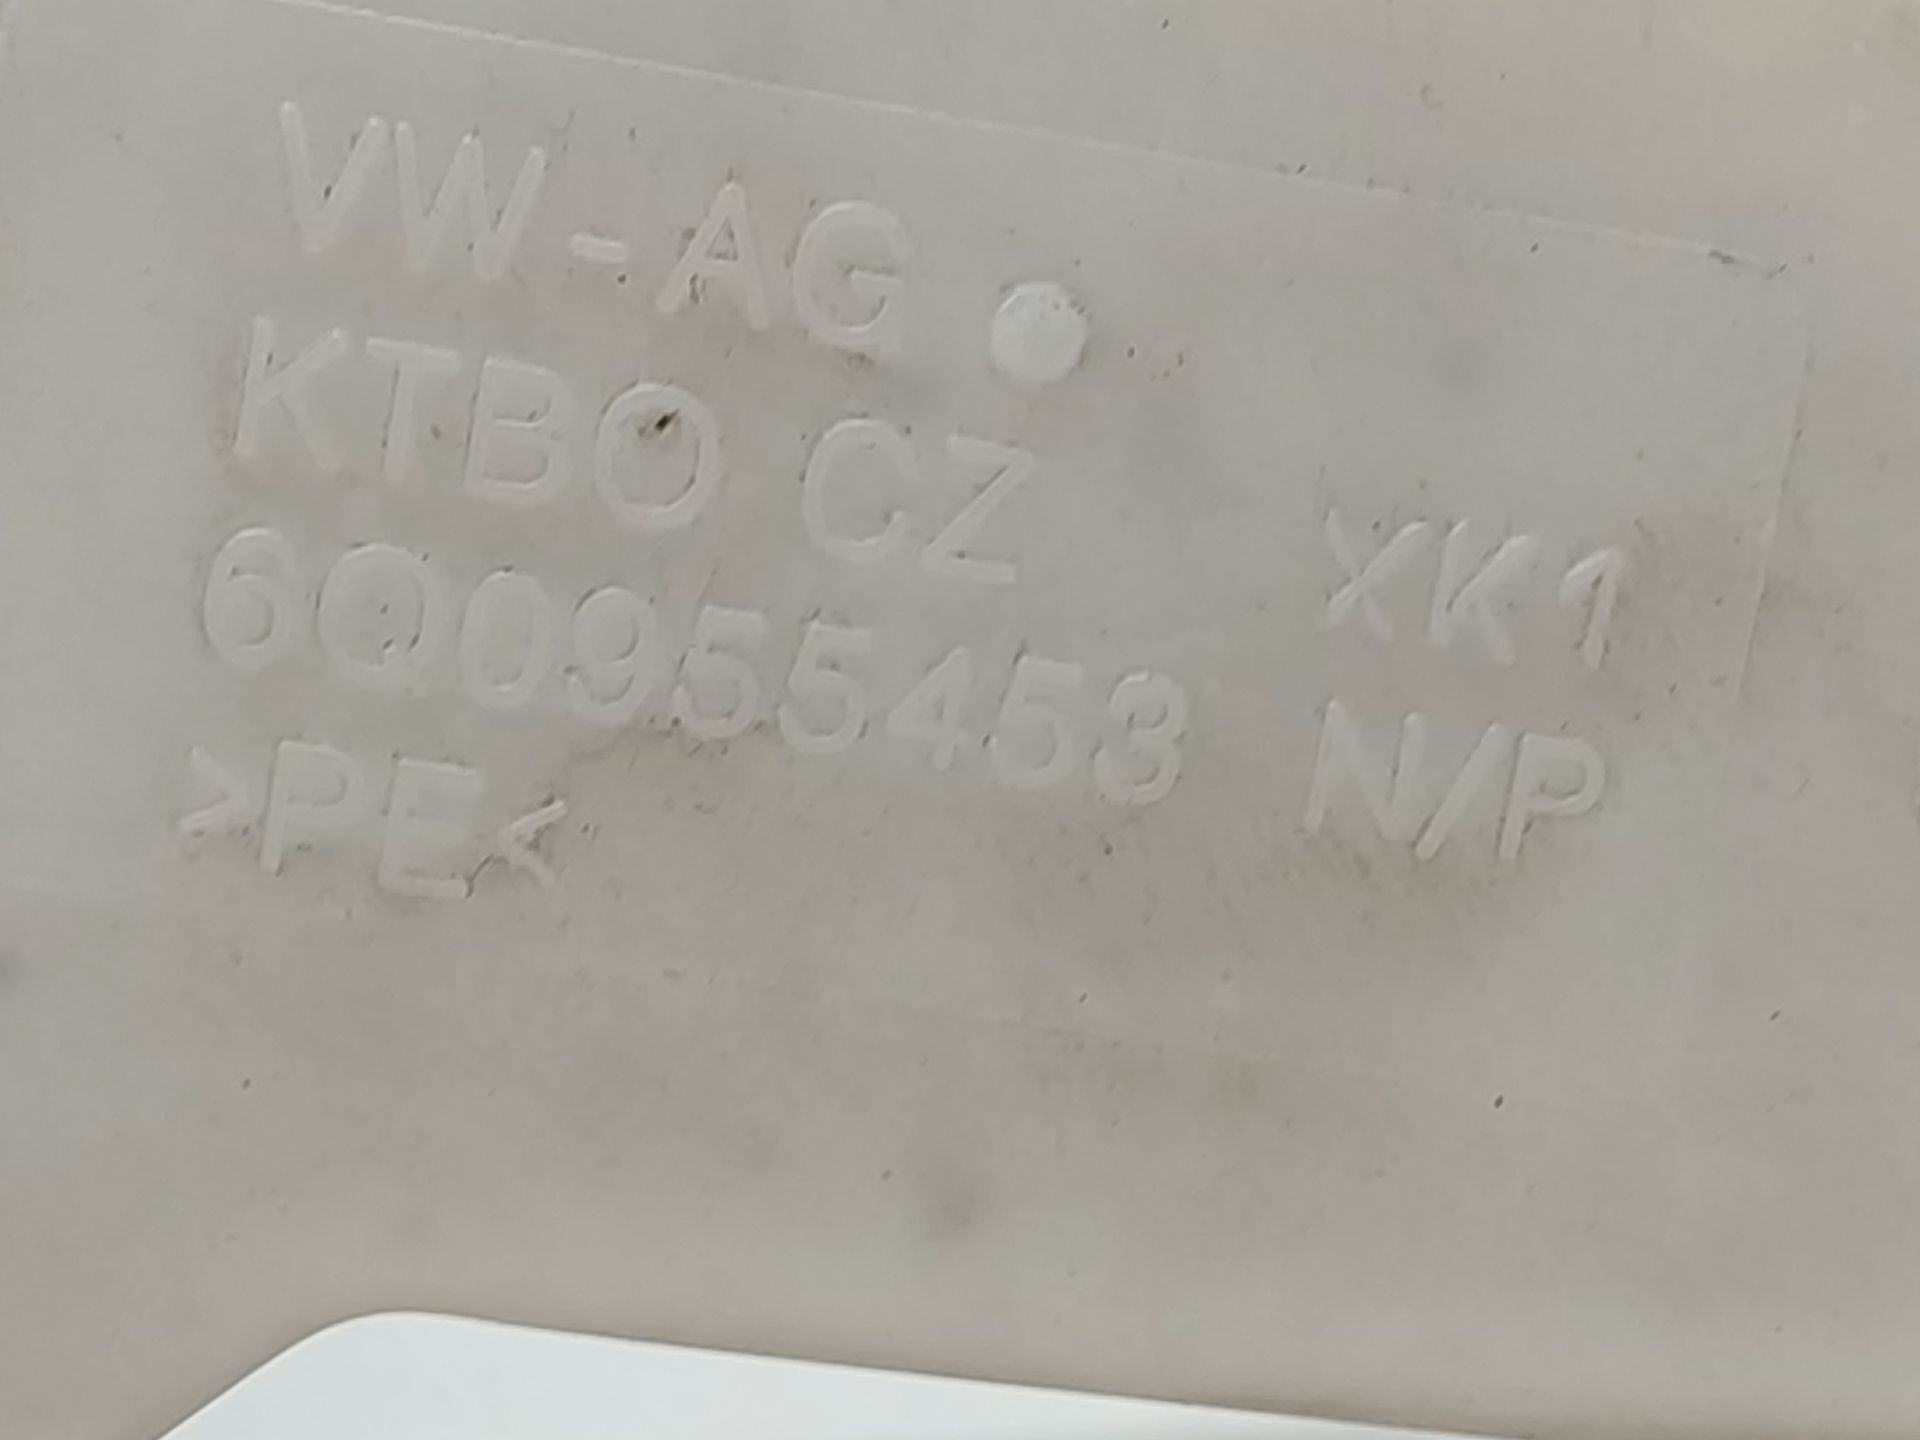 VW-AG
KTBO CZ
6Q0955453
>PE<
XK1
N/P